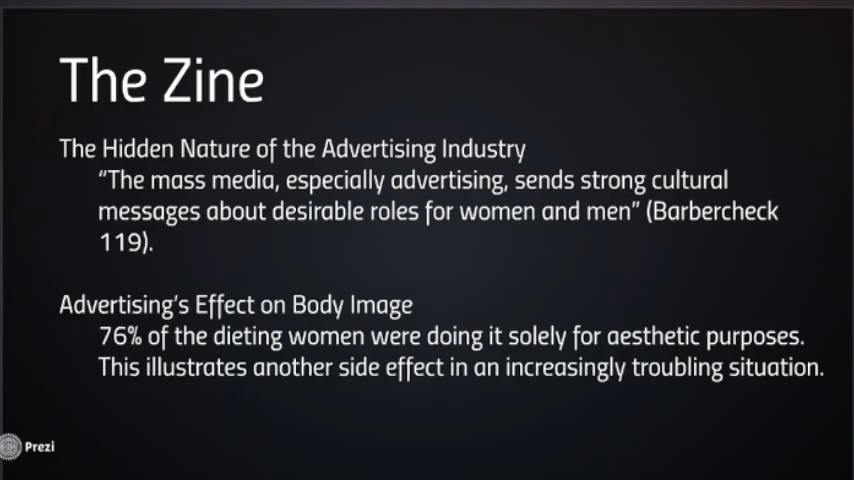 The Zine
The Hidden Nature of the Advertising Industry
“The mass media, especially advertising, sends strong cultural
messages about desirable roles for women and men” (Barbercheck
119).
Advertising’s Effect on Body Image
76% of the dieting women were doing it solely for aesthetic purposes.
This illustrates another side effect in an increasingly troubling situation.
Prezi